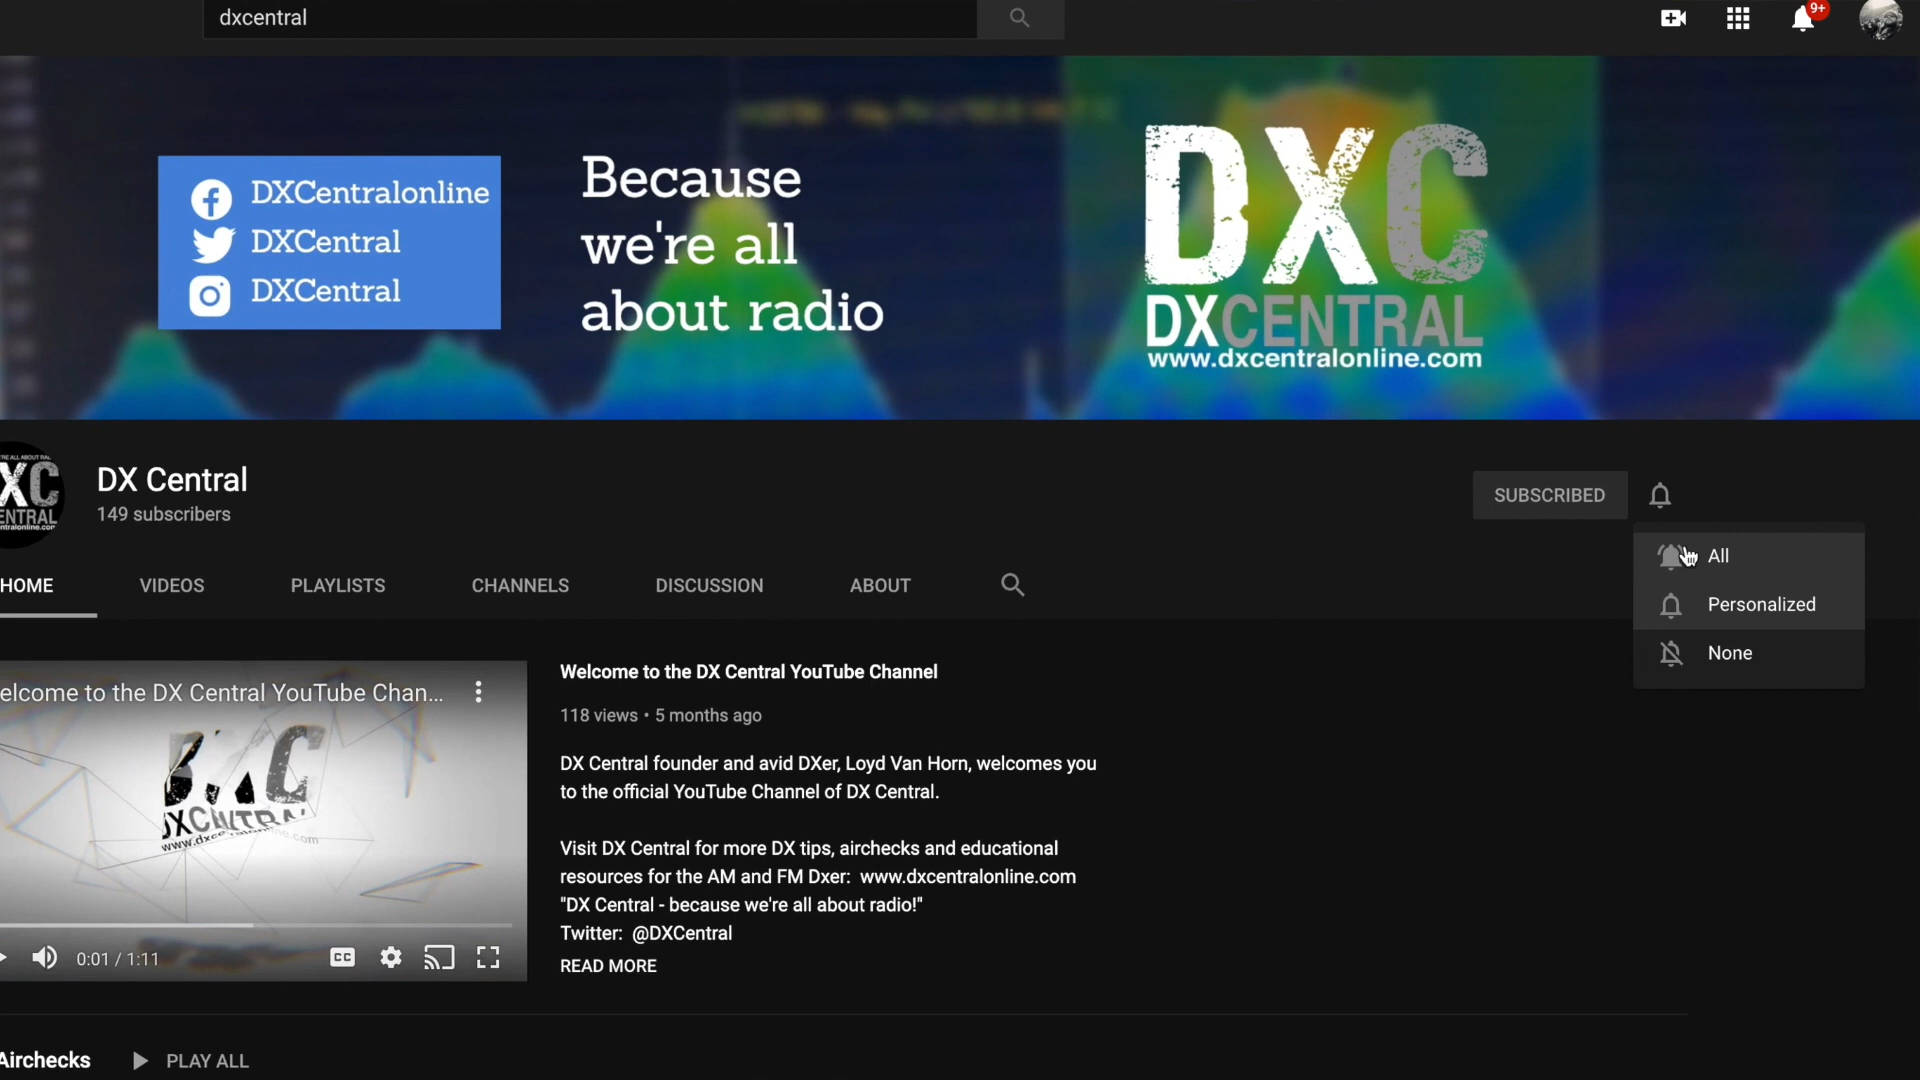 dxcentral
9+
DXCentralonline
DXCentral
DXCentral
Because
we're all
about radio
DXC
DXCENTRAL
www.dxcentralonline.com
XC
ENTRAL
DX Central
149 subscribers
SUBSCRIBED
All
Personalized
None
HOME
VIDEOS
PLAYLISTS
CHANNELS
DISCUSSION
ABOUT
elcome to the DX Central YouTube Chan...
0:01 / 1:11
CC
Welcome to the DX Central YouTube Channel
118 views • 5 months ago
DX Central founder and avid DXer, Loyd Van Horn, welcomes you
to the official YouTube Channel of DX Central.
Visit DX Central for more DX tips, airchecks and educational
resources for the AM and FM Dxer: www.dxcentralonline.com
"DX Central - because we're all about radio!"
Twitter: @DXCentral
READ MORE
Airchecks
PLAY ALL